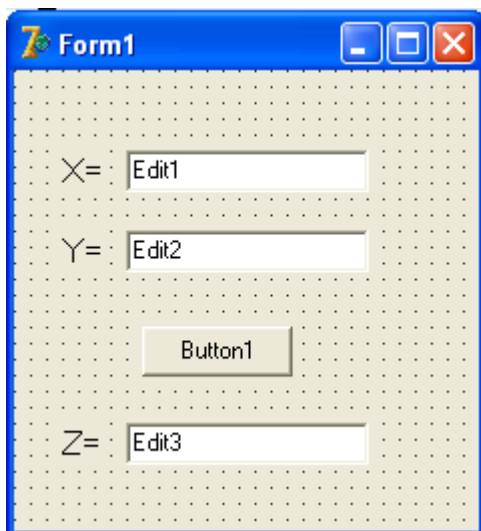 Form1
X= Edit1
Y= Edit2
Button1
Z= Edit3